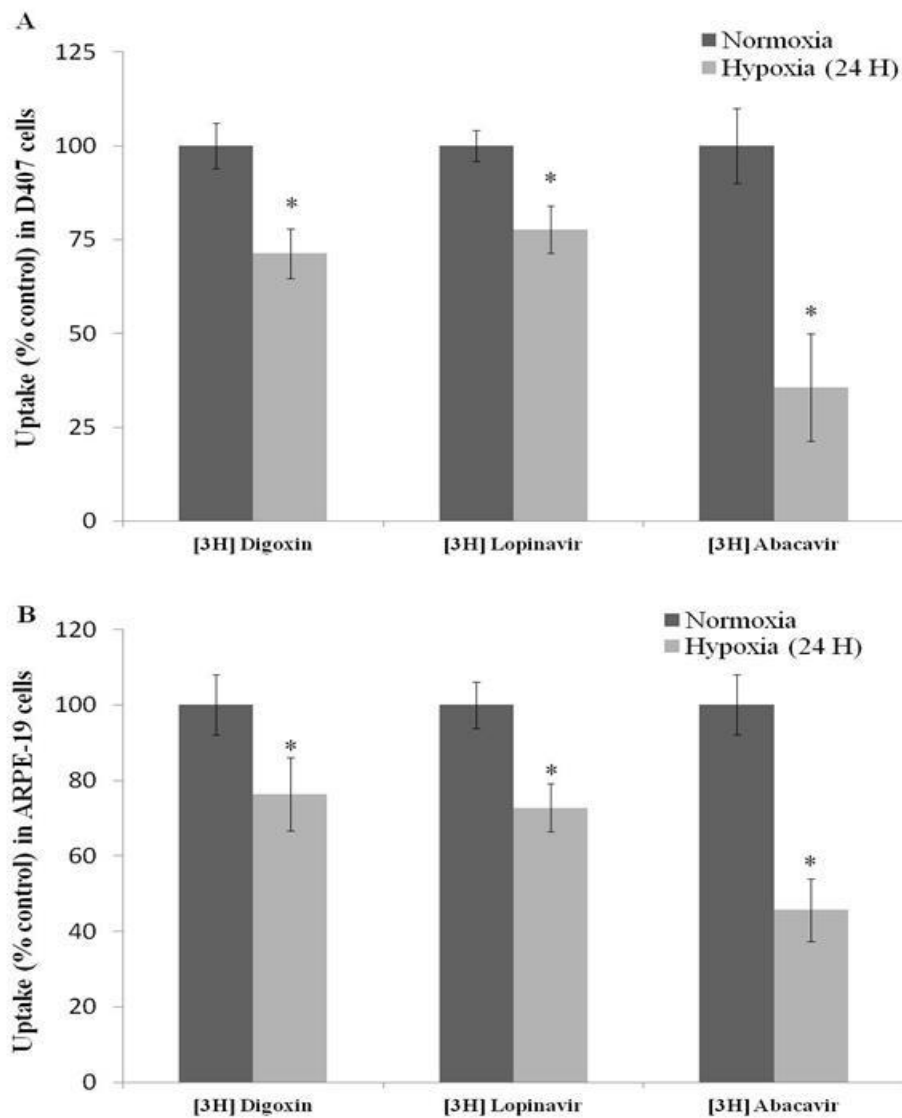 A
Uptake (% control) in D407 cells
125
100
75
50
25
0
Normoxia
Hypoxia (24 H)
*
*
*
[3H] Digoxin
[3H] Lopinavir
[3H] Abacavir
B
Uptake (% control) in ARPE-19 cells
120
100
80
60
40
20
0
Normoxia
Hypoxia (24 H)
*
*
*
[3H] Digoxin
[3H] Lopinavir
[3H] Abacavir